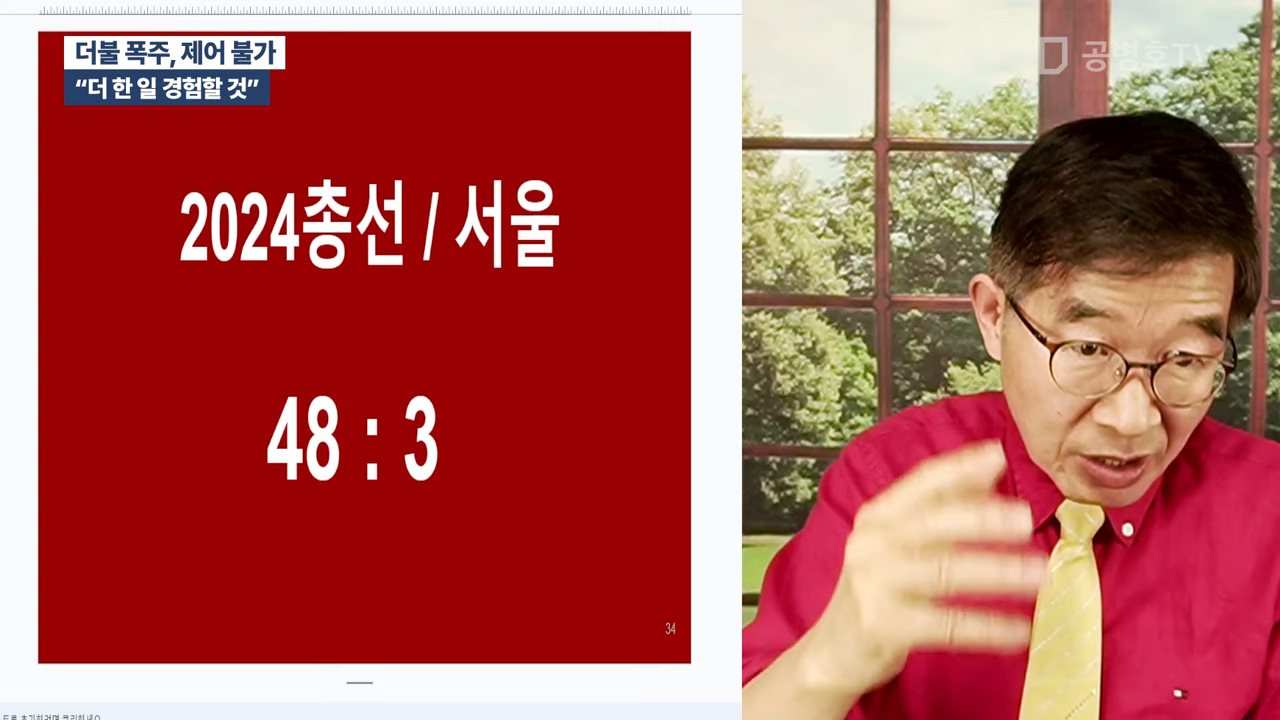 더불 폭주, 제어 불가
“더 한 일 경험할 것”
공병호TV
2024총선 / 서울
48 : 3
34